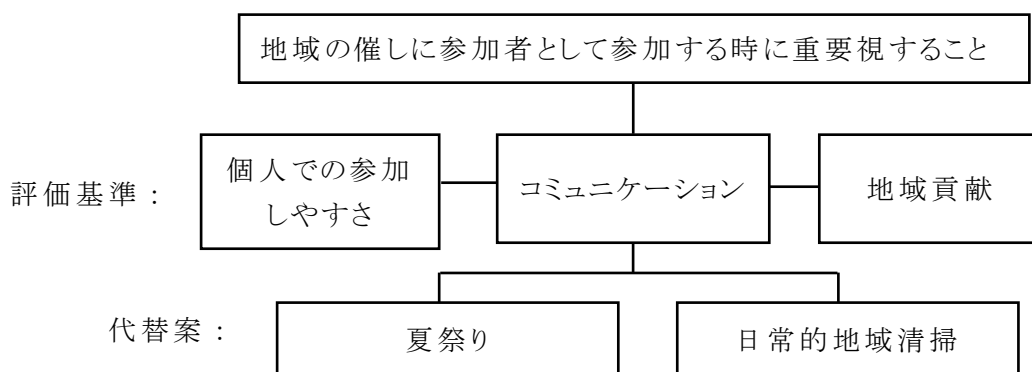 地域の催しに参加者として参加する時に重要視すること
評価基準：
個人での参加
しやすさ
コミュニケーション
地域貢献
代替案：
夏祭り
日常的地域清掃